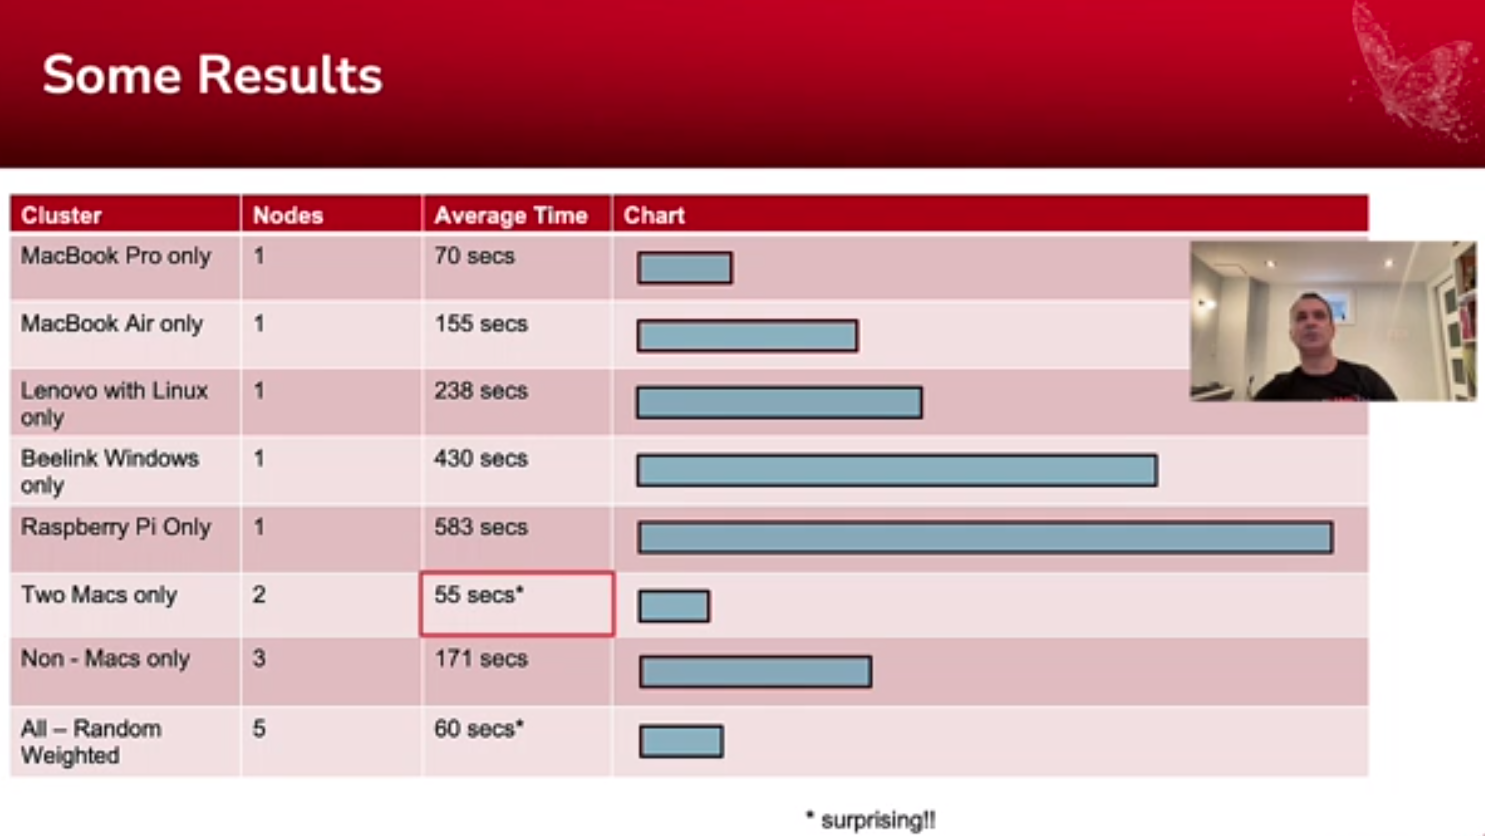 Some Results
Cluster Nodes Average Time Chart
MacBook Pro only 1 70 secs
MacBook Air only 1 155 secs
Lenovo with Linux only 1 238 secs
Beelink Windows only 1 430 secs
Raspberry Pi Only 1 583 secs
Two Macs only 2 55 secs*
Non - Macs only 3 171 secs
All – Random Weighted 5 60 secs*
* surprising!!